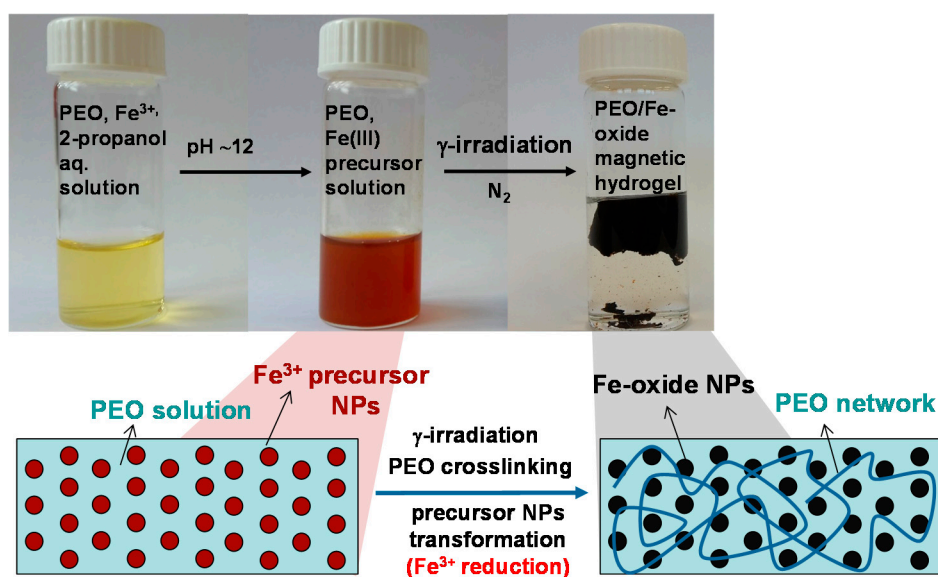 PEO, Fe³⁺,
2-propanol
aq.
solution
pH ~12
PEO,
Fe(III)
precursor
solution
γ-irradiation
N₂
PEO/Fe-
oxide
magnetic
hydrogel
PEO solution
Fe³⁺ precursor
NPs
γ-irradiation
PEO crosslinking
precursor NPs
transformation
(Fe³⁺ reduction)
Fe-oxide NPs
PEO network